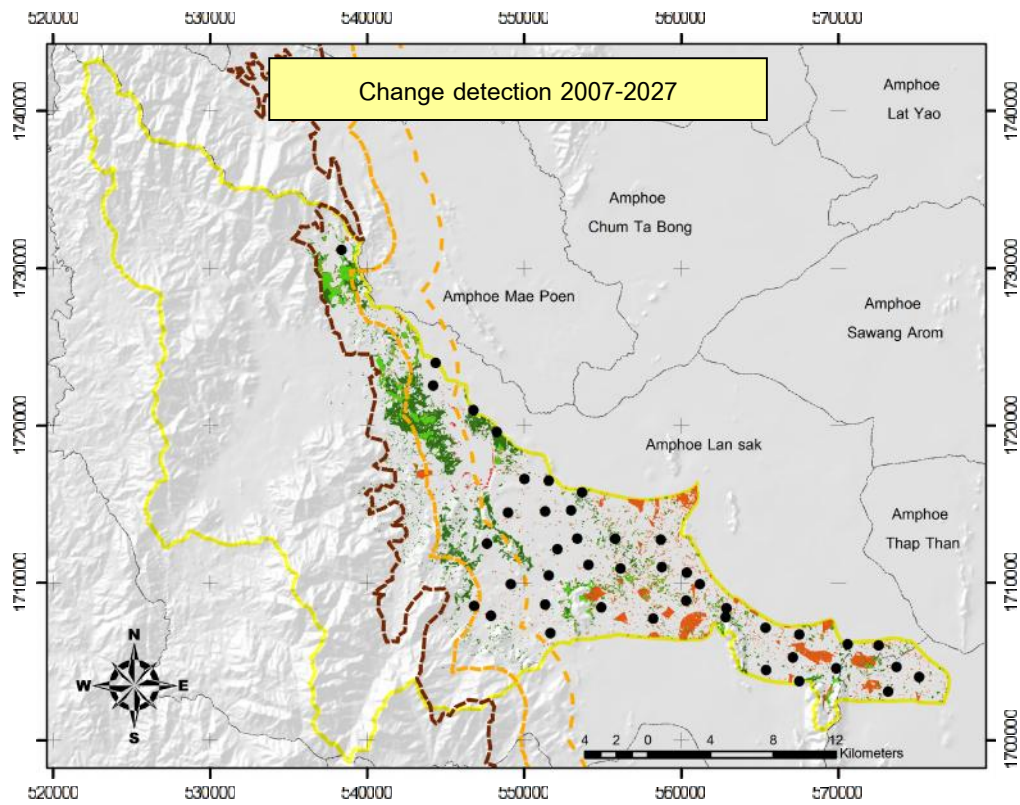 520000 530000 540000 550000 560000 570000
Change detection 2007-2027
1740000 1740000
Amphoe
Lat Yao
Amphoe
Chum Ta Bong
1730000 1730000
Amphoe Mae Poen
Amphoe
Sawang Arom
1720000 1720000
Amphoe Lan sak
Amphoe
Thap Than
1710000 1710000
N
W E
S
4 2 0 4 8 12
Kilometers
1700000 1700000
520000 530000 540000 550000 560000 570000